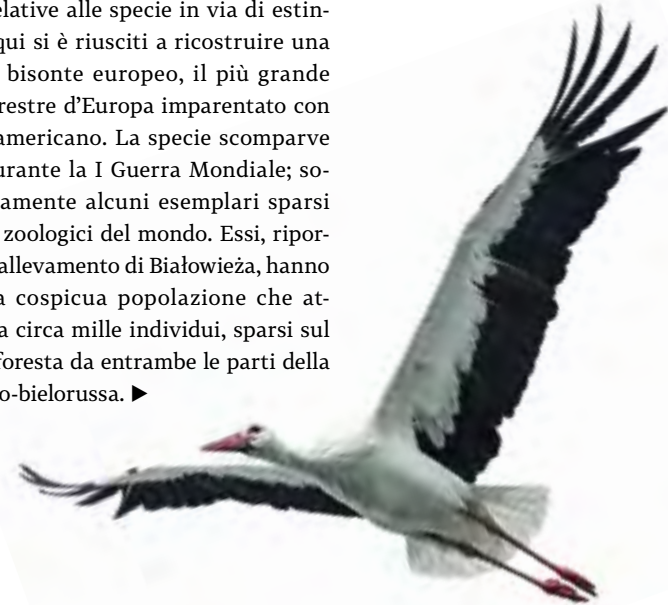 elative alle specie in via di estin-
qui si è riusciti a ricostruire una
bisonte europeo, il più grande
restre d'Europa imparentato con
americano. La specie scomparve
urante la I Guerra Mondiale; so-
amente alcuni esemplari sparsi
zoologici del mondo. Essi, ripor-
allevamento di Białowieża, hanno
a cospicua popolazione che at-
a circa mille individui, sparsi sul
foresta da entrambe le parti della
o-bielorussa. ▶